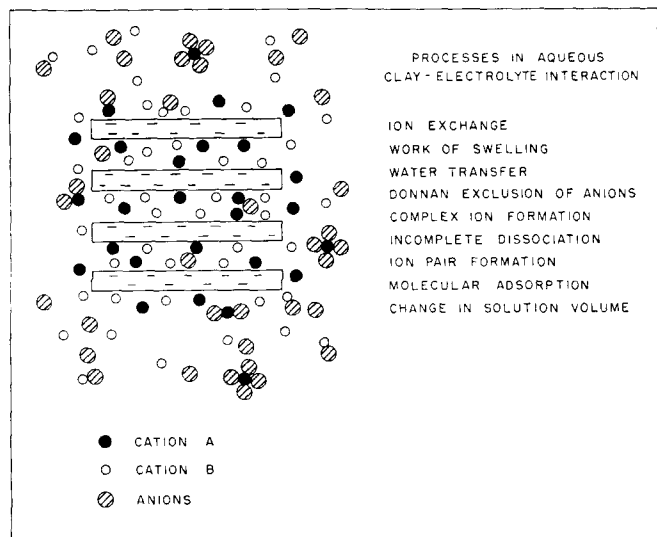 PROCESSES IN AQUEOUS
CLAY-ELECTROLYTE INTERACTION
ION EXCHANGE
WORK OF SWELLING
WATER TRANSFER
DONNAN EXCLUSION OF ANIONS
COMPLEX ION FORMATION
INCOMPLETE DISSOCIATION
ION PAIR FORMATION
MOLECULAR ADSORPTION
CHANGE IN SOLUTION VOLUME
CATION A
CATION B
ANIONS